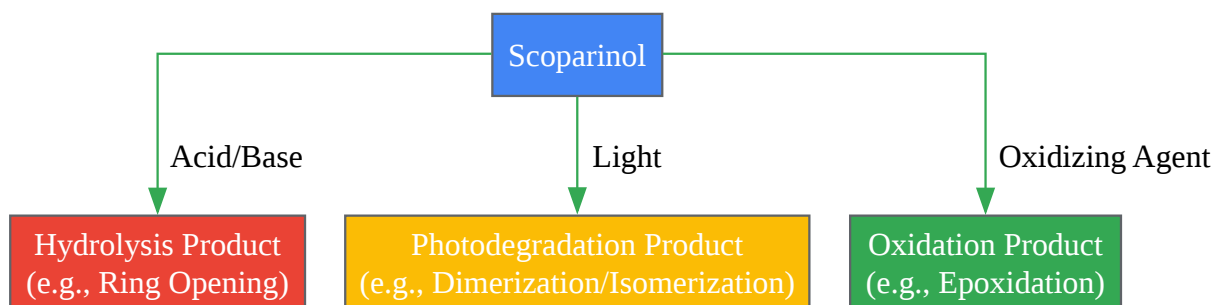 Scoparinol
Acid/Base
Light
Oxidizing Agent
Hydrolysis Product
(e.g., Ring Opening)
Photodegradation Product
(e.g., Dimerization/Isomerization)
Oxidation Product
(e.g., Epoxidation)